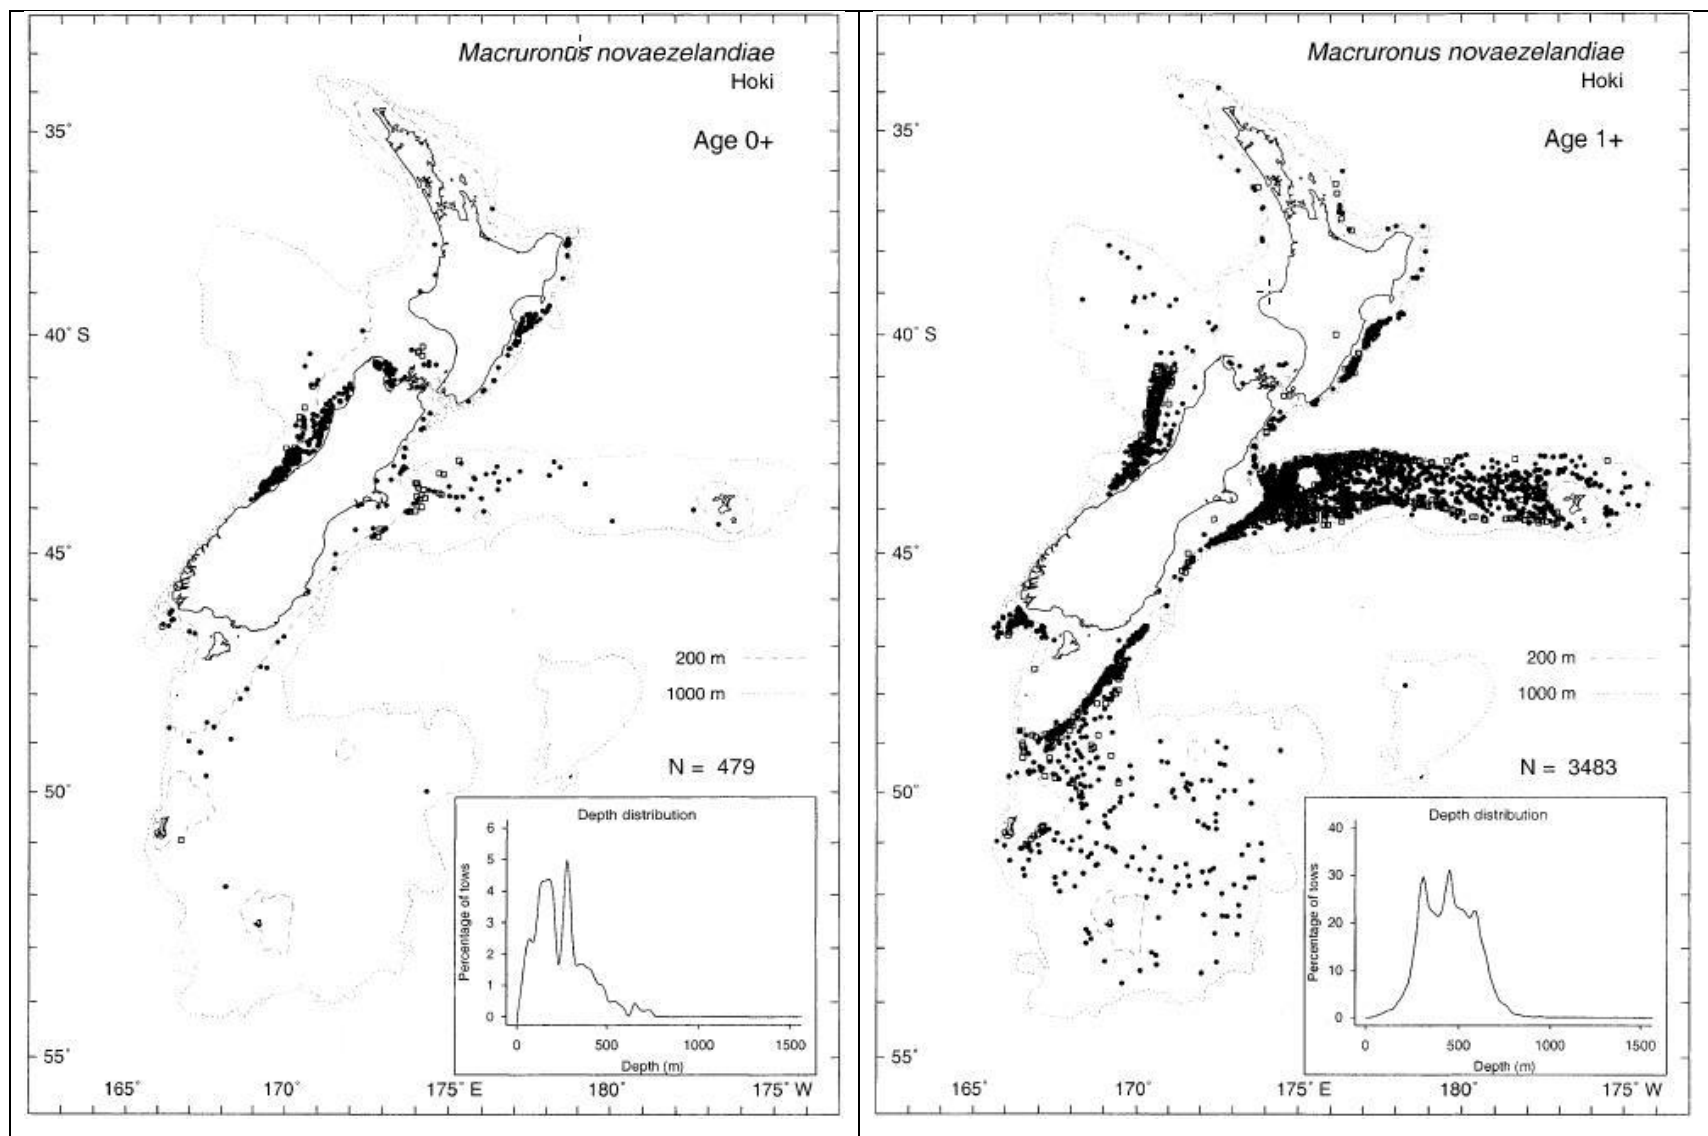 Macruronus novaezelandiae
Hoki
Age 0+
35°
40° S
45°
50°
55°
200 m
1000 m
N = 479
Depth distribution
Percentage of tows
6
5
4
3
2
1
0
0 500 1000 1500
Depth (m)
165° 170° 175° E 180° 175° W
Macruronus novaezelandiae
Hoki
Age 1+
35°
40° S
45°
50°
55°
200 m
1000 m
N = 3483
Depth distribution
Percentage of tows
40
30
20
10
0
0 500 1000 1500
Depth (m)
165° 170° 175° E 180° 175° W